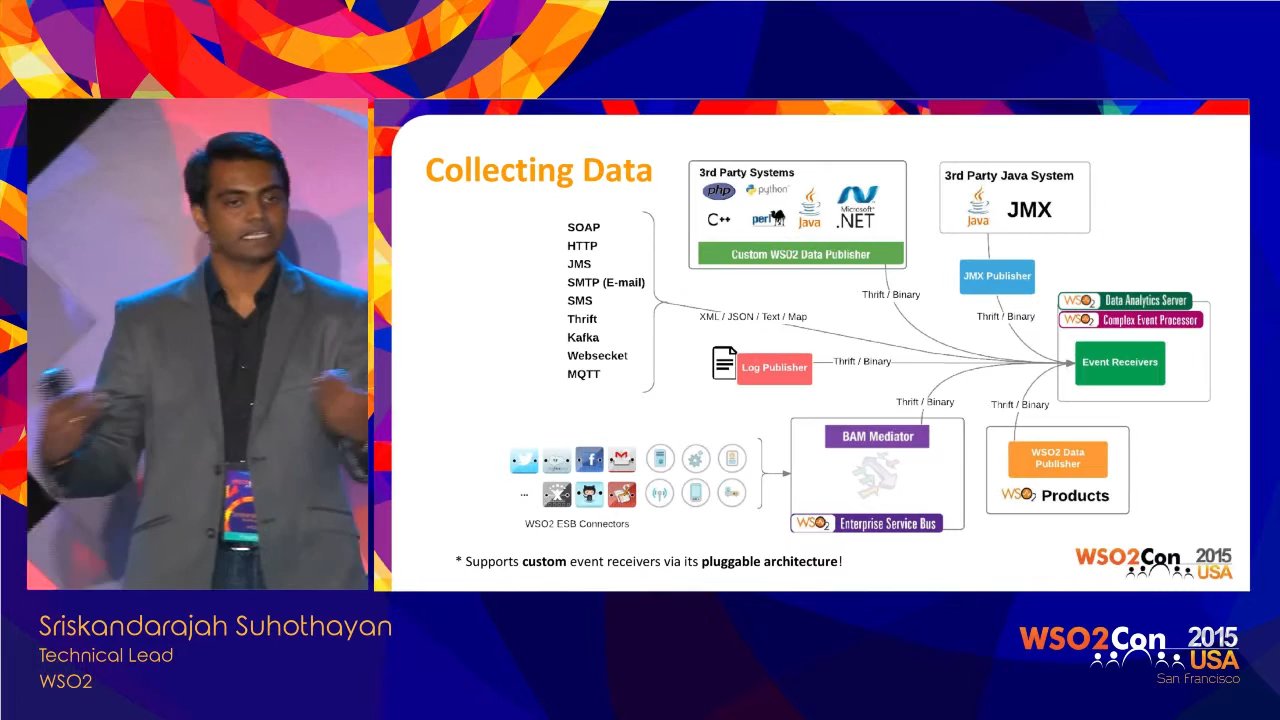 Collecting Data
3rd Party Systems
php
python
C++
perl
Java
Microsoft®
.NET
Custom WSO2 Data Publisher
3rd Party Java System
Java
JMX
JMX Publisher
SOAP
HTTP
JMS
SMTP (E-mail)
SMS
Thrift
Kafka
Websecket
MQTT
XML / JSON / Text / Map
Thrift / Binary
Thrift / Binary
WSO2 Data Analytics Server
WSO2 Complex Event Processor
Event Receivers
Log Publisher
Thrift / Binary
Thrift / Binary
Thrift / Binary
BAM Mediator
WSO2 Enterprise Service Bus
WSO2 Data
Publisher
WSO2 Products
...
WSO2 ESB Connectors
* Supports custom event receivers via its pluggable architecture!
WSO2Con 2015
USA
Sriskandarajah Suhothayan
Technical Lead
WSO2
WSO2Con 2015
USA
San Francisco